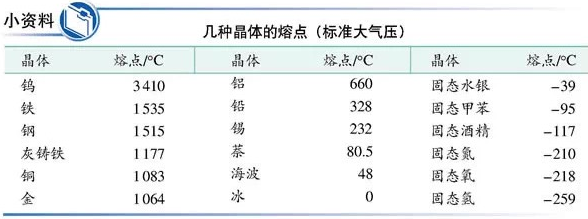 小资料
几种晶体的熔点（标准大气压）
晶体 熔点/°C 晶体 熔点/°C 晶体 熔点/°C
钨 3410 铝 660 固态水银 -39
铁 1535 铅 328 固态甲苯 -95
钢 1515 锡 232 固态酒精 -117
灰铸铁 1177 萘 80.5 固态氮 -210
铜 1083 海波 48 固态氧 -218
金 1064 冰 0 固态氢 -259